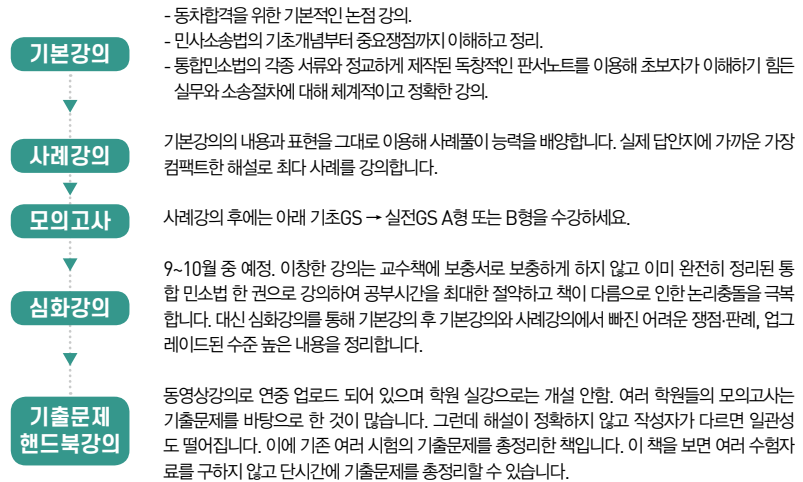 기본강의
- 동차합격을 위한 기본적인 논점 강의.
- 민사소송법의 기초개념부터 중요쟁점까지 이해하고 정리.
- 통합민소법의 각종 서류와 정교하게 제작된 독창적인 판서노트를 이용해 초보자가 이해하기 힘든
실무와 소송절차에 대해 체계적이고 정확한 강의.
사례강의
기본강의의 내용과 표현을 그대로 이용해 사례풀이 능력을 배양합니다. 실제 답안지에 가까운 가장
컴팩트한 해설로 최다 사례를 강의합니다.
모의고사
사례강의 후에는 아래 기초GS → 실전GS A형 또는 B형을 수강하세요.
심화강의
9~10월 중 예정. 이창한 강의는 교수책에 보충서로 보충하게 하지 않고 이미 완전히 정리된 통
합 민소법 한 권으로 강의하여 공부시간을 최대한 절약하고 책이 다름으로 인한 논리충돌을 극복
합니다. 대신 심화강의를 통해 기본강의 후 기본강의와 사례강의에서 빠진 어려운 쟁점·판례, 업그
레이드된 수준 높은 내용을 정리합니다.
기출문제
핸드북강의
동영상강의로 연중 업로드 되어 있으며 학원 실강으로는 개설 안함. 여러 학원들의 모의고사는
기출문제를 바탕으로 한 것이 많습니다. 그런데 해설이 정확하지 않고 작성자가 다르면 일관성
도 떨어집니다. 이에 기존 여러 시험의 기출문제를 총정리한 책입니다. 이 책을 보면 여러 수험자
료를 구하지 않고 단시간에 기출문제를 총정리할 수 있습니다.